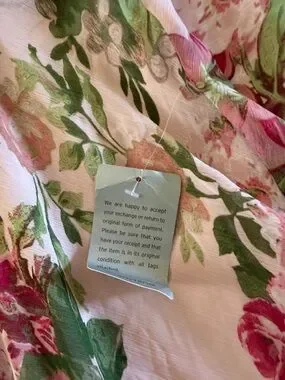 We are happy to accept
your exchange or return to
original form of payment.
Please be sure that you
have your receipt and that
the item is in its original
condition with all tags
attached.